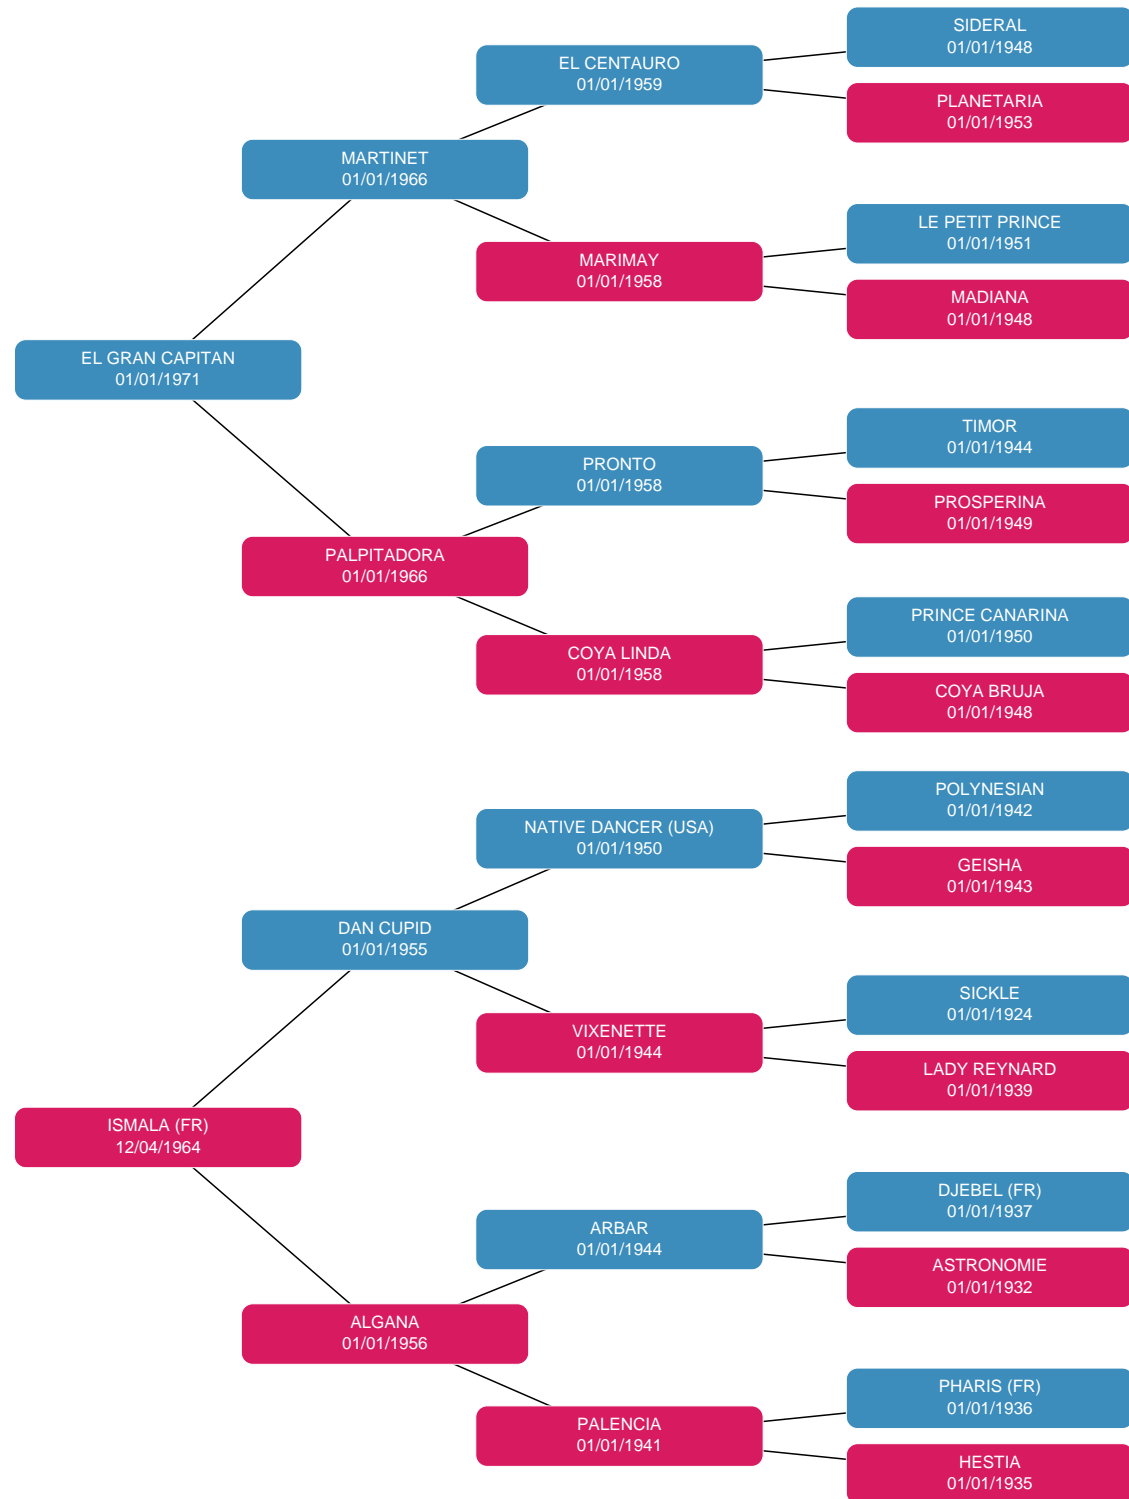 SIDERAL
01/01/1948
EL CENTAURO
01/01/1959
PLANETARIA
01/01/1953
MARTINET
01/01/1966
LE PETIT PRINCE
01/01/1951
MARIMAY
01/01/1958
MADIANA
01/01/1948
EL GRAN CAPITAN
01/01/1971
TIMOR
01/01/1944
PRONTO
01/01/1958
PROSPERINA
01/01/1949
PALPITADORA
01/01/1966
PRINCE CANARINA
01/01/1950
COYA LINDA
01/01/1958
COYA BRUJA
01/01/1948
POLYNESIAN
01/01/1942
NATIVE DANCER (USA)
01/01/1950
GEISHA
01/01/1943
DAN CUPID
01/01/1955
SICKLE
01/01/1924
VIXENETTE
01/01/1944
LADY REYNARD
01/01/1939
ISMALA (FR)
12/04/1964
DJEBEL (FR)
01/01/1937
ARBAR
01/01/1944
ASTRONOMIE
01/01/1932
ALGANA
01/01/1956
PHARIS (FR)
01/01/1936
PALENCIA
01/01/1941
HESTIA
01/01/1935